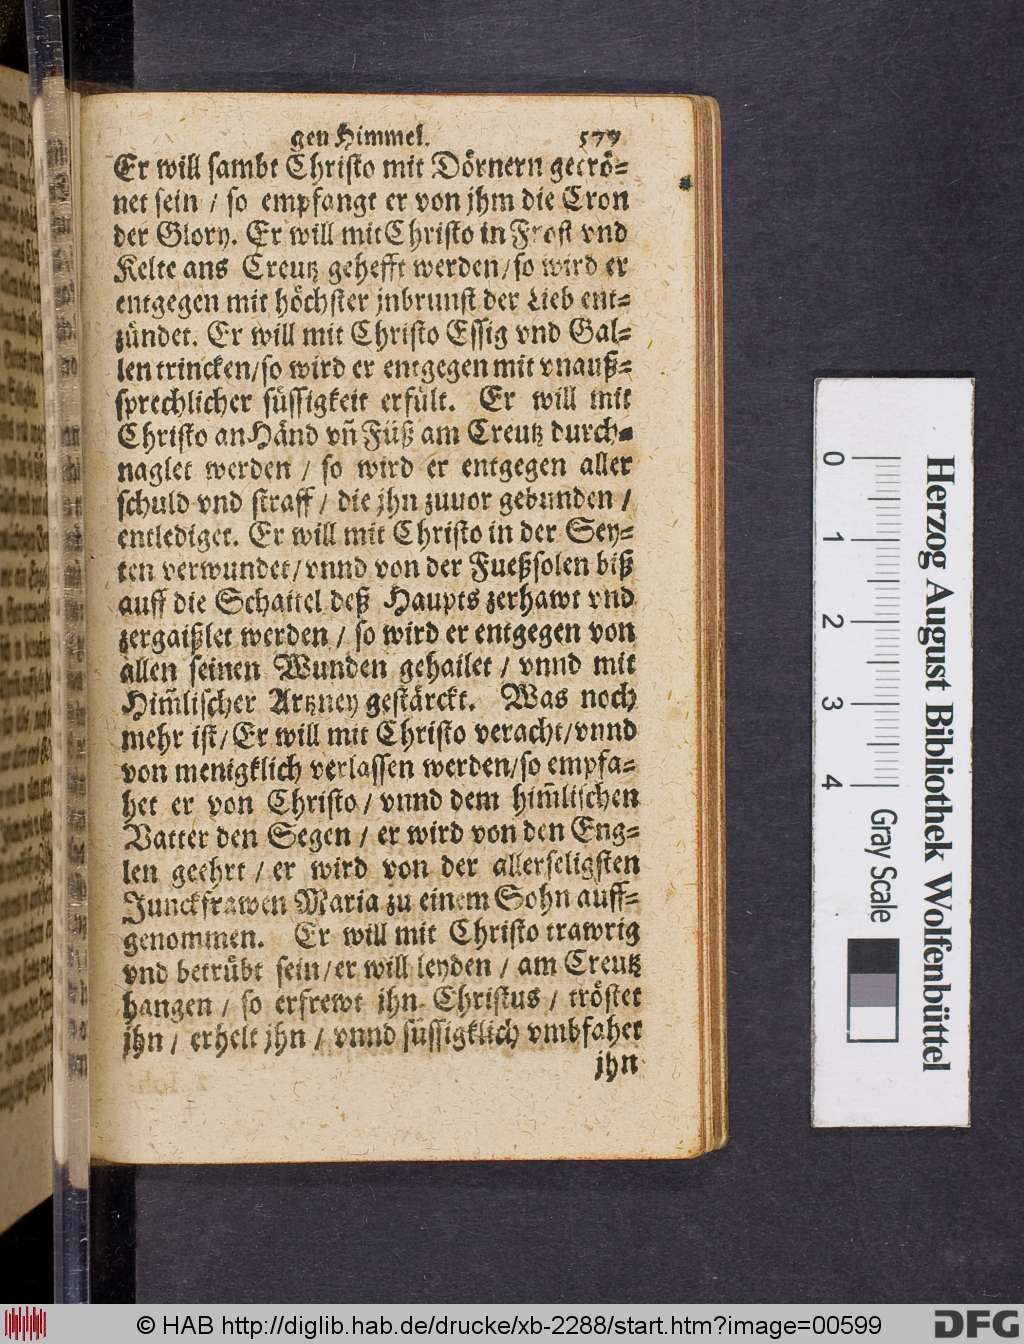 gen Himmel. 577
Er will sambt Christo mit Dörnern gecrö=
net sein / so empfangt er von jhm die Cron
der Glory. Er will mit Christo in Frost vnd
Kelte ans Creutz gehefft werden / so wird er
entgegen mit höchster jnbrunst der Lieb ent=
zündet. Er will mit Christo Essig vnd Gal=
len trincken / so wird er entgegen mit vnauß=
sprechlicher süssigkeit erfült. Er will mit
Christo an Händ vn̄ Füß am Creutz durch=
naglet werden / so wird er entgegen aller
schuld vnd straff / die jhn zuuor gebunden /
entlediget. Er will mit Christo in der Sey=
ten verwundet / vnnd von der Fueßsolen biß
auff die Schaittel deß Haupts zerhawt vnd
zergaißlet werden / so wird er entgegen von
allen seinen Wunden gehailet / vnnd mit
Him̄lischer Artzney gestärckt. Was noch
mehr ist / Er will mit Christo veracht / vnnd
von menigklich verlassen werden / so empfa=
het er von Christo / vnnd dem him̄lischen
Vatter den Segen / er wird von den Eng=
len geehrt / er wird von der allerseligsten
Junckfrawen Maria zu einem Sohn auff=
genommen. Er will mit Christo trawrig
vnd betrübt sein / er will leyden / am Creutz
hangen / so erfrewt ihn Christus / tröstet
jhn / erhelt jhn / vnnd süssigklich vmbfahet
jhn
Herzog August Bibliothek Wolfenbüttel
0 1 2 3 4 Gray Scale
© HAB http://diglib.hab.de/drucke/xb-2288/start.htm?image=00599
DFG